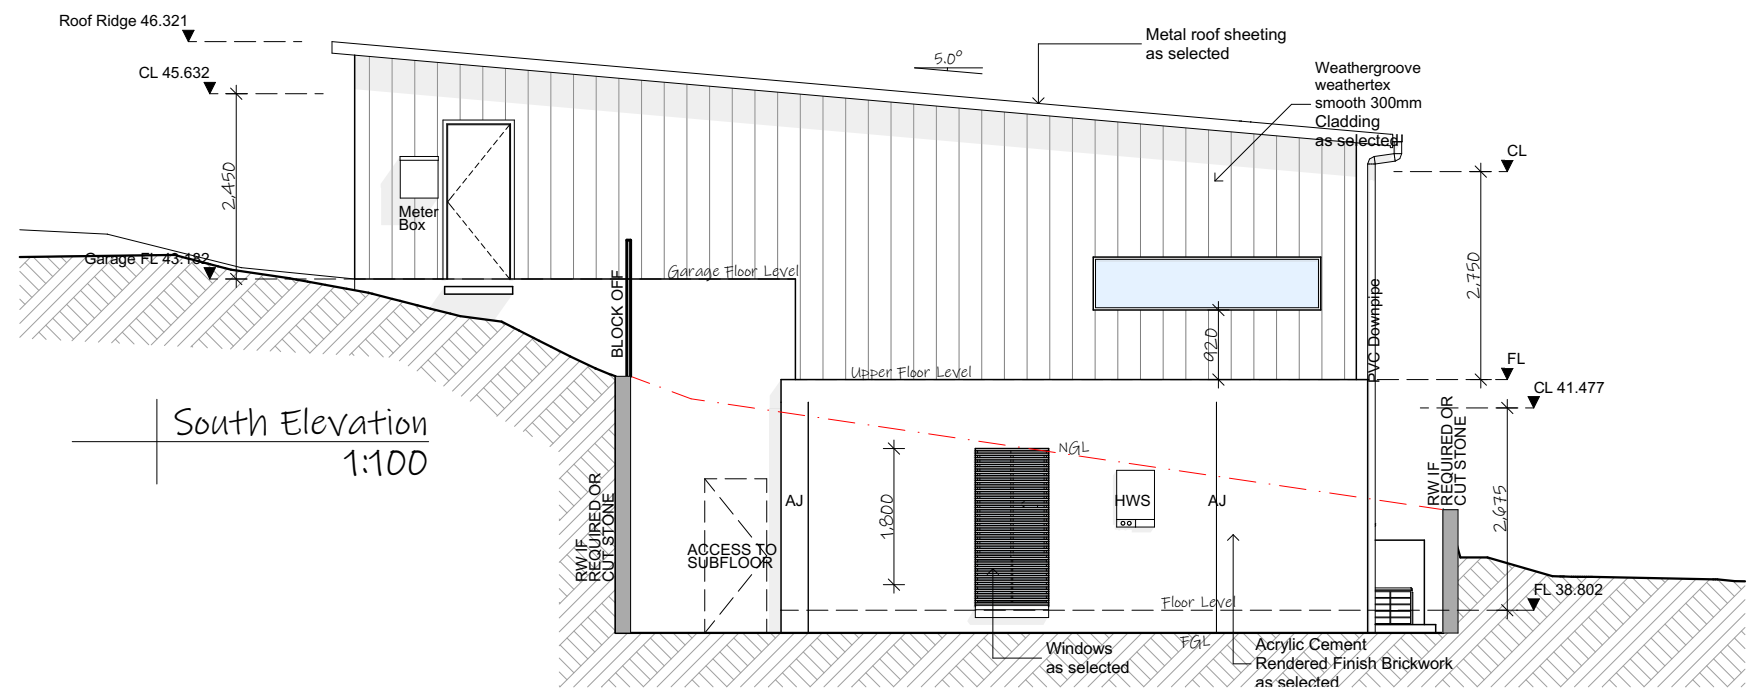 Roof Ridge 46.321
CL 45.632
2,450
Garage FL 43.182
Meter
Box
5.0°
Metal roof sheeting
as selected
Weathergroove
weathertex
smooth 300mm
Cladding
as selected
CL
2,750
PVC Downpipe
920
FL
CL 41.477
Garage Floor Level
BLOCK OFF
Upper Floor Level
South Elevation
1:100
NGL
RW IF
REQUIRED OR
CUT STONE
AJ
1,800
HWS
AJ
RW IF
REQUIRED OR
CUT STONE
2,675
ACCESS TO
SUBFLOOR
Floor Level
FL 38.802
FGL
Windows
as selected
Acrylic Cement
Rendered Finish Brickwork
as selected